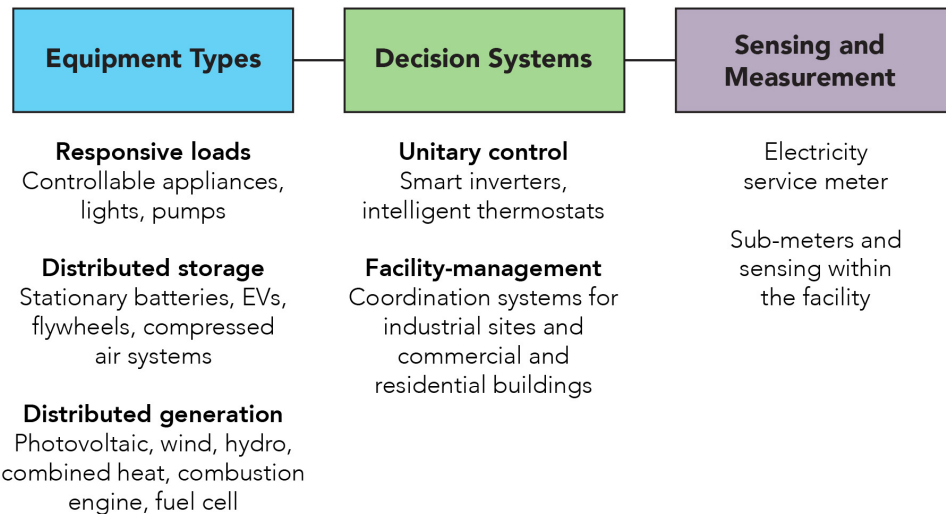 Equipment Types
Decision Systems
Sensing and
Measurement
Responsive loads
Controllable appliances,
lights, pumps
Distributed storage
Stationary batteries, EVs,
flywheels, compressed
air systems
Distributed generation
Photovoltaic, wind, hydro,
combined heat, combustion
engine, fuel cell
Unitary control
Smart inverters,
intelligent thermostats
Facility-management
Coordination systems for
industrial sites and
commercial and
residential buildings
Electricity
service meter
Sub-meters and
sensing within
the facility